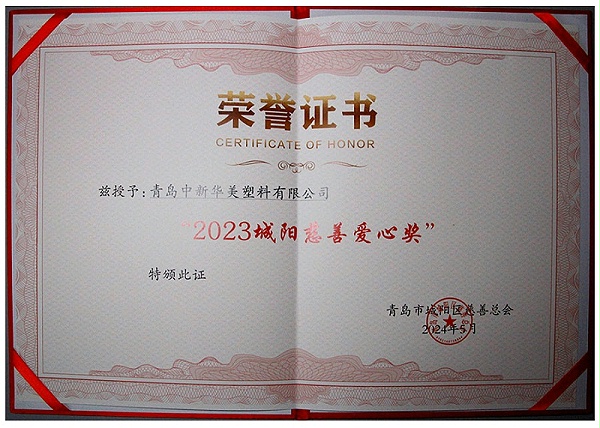 荣誉证书
CERTIFICATE OF HONOR
兹授予:青岛中新华美塑料有限公司
“2023城阳慈善爱心奖”
特颁此证
青岛市城阳区慈善总会
2024年5月